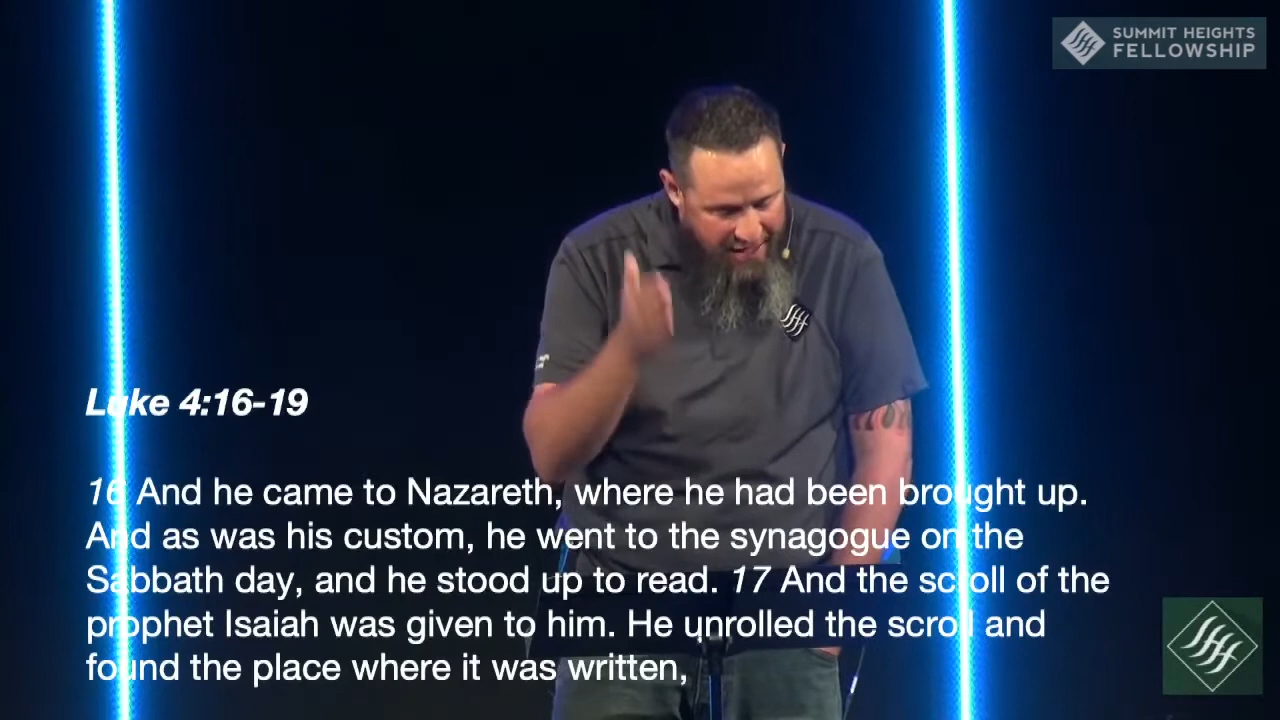 SUMMIT HEIGHTS
FELLOWSHIP
Luke 4:16-19
16 And he came to Nazareth, where he had been brought up.
And as was his custom, he went to the synagogue on the
Sabbath day, and he stood up to read. 17 And the scroll of the
prophet Isaiah was given to him. He unrolled the scroll and
found the place where it was written,